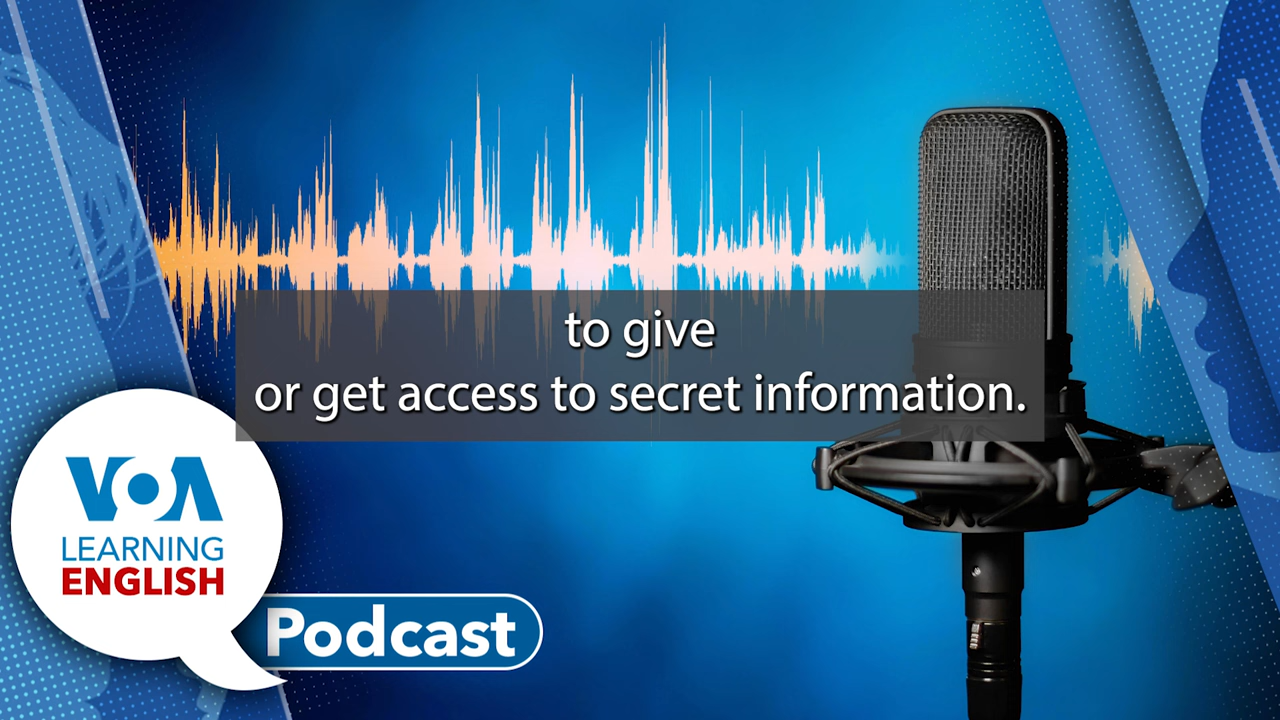 to give
or get access to secret information.
VOA
LEARNING
ENGLISH
Podcast